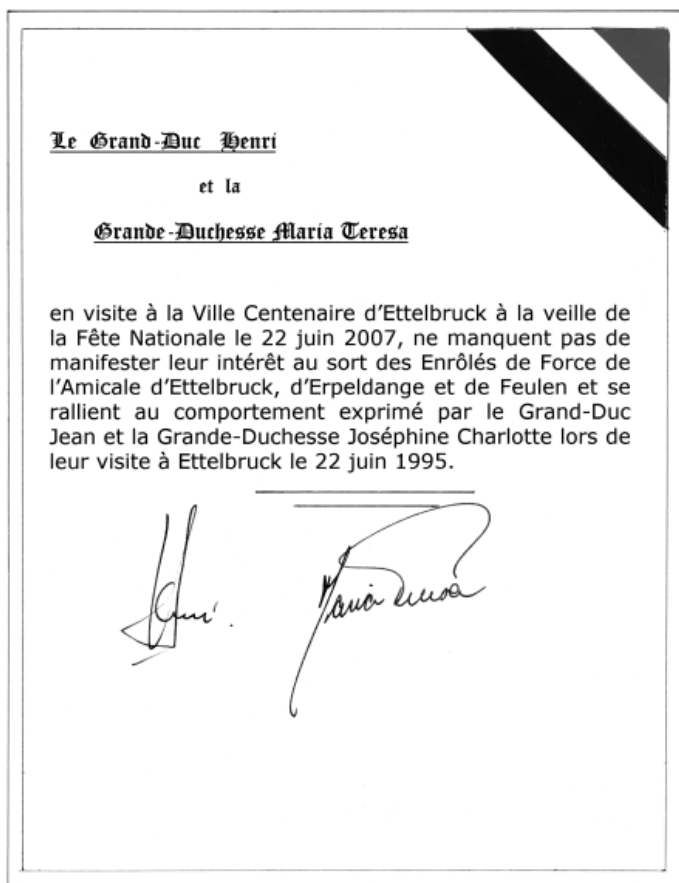 Le Grand-Duc Henri
et la
Grande-Duchesse Maria Teresa
en visite à la Ville Centenaire d'Ettelbruck à la veille de
la Fête Nationale le 22 juin 2007, ne manquent pas de
manifester leur intérêt au sort des Enrôlés de Force de
l'Amicale d'Ettelbruck, d'Erpeldange et de Feulen et se
rallient au comportement exprimé par le Grand-Duc
Jean et la Grande-Duchesse Joséphine Charlotte lors de
leur visite à Ettelbruck le 22 juin 1995.
Henri. Maria Teresa